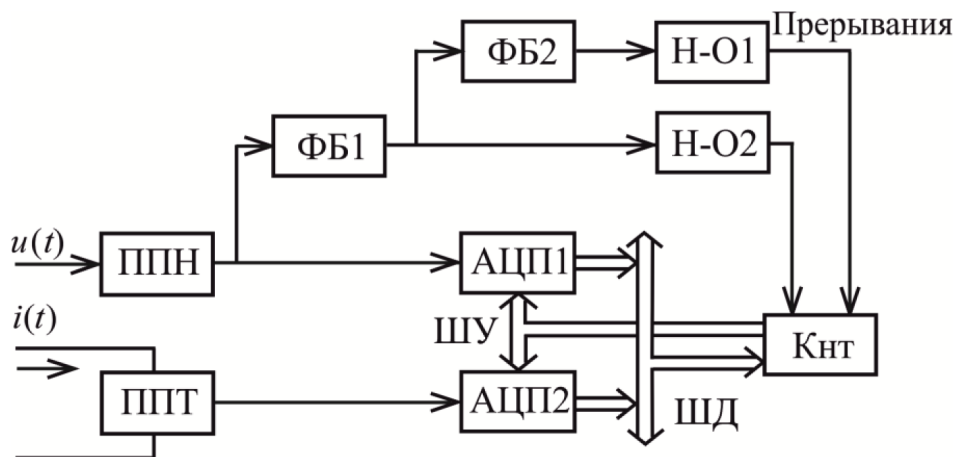 Прерывания
ФБ2
Н-О1
ФБ1
Н-О2
u(t)
ППН
АЦП1
i(t)
ШУ
Кнт
ППТ
АЦП2
ШД